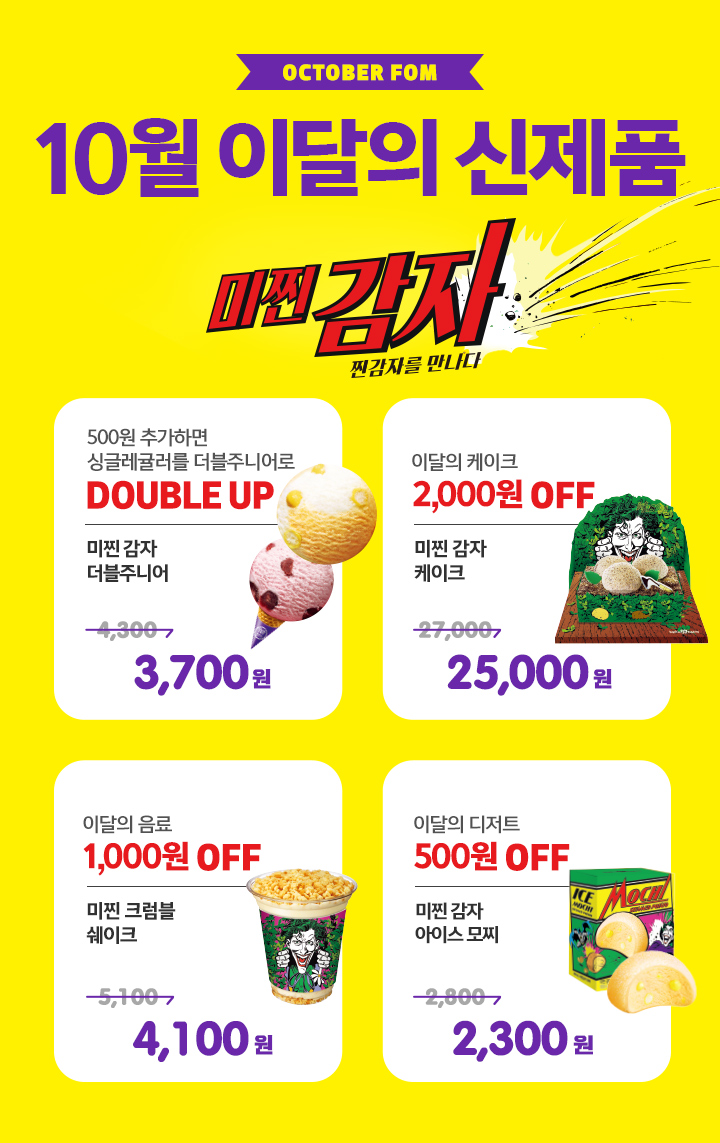 OCTOBER FOM
10월 이달의 신제품
미찐 감자
찐감자를 만나다
500원 추가하면
싱글레귤러를 더블주니어로
DOUBLE UP
미찐 감자
더블주니어
4,300
3,700원
이달의 케이크
2,000원 OFF
미찐 감자
케이크
27,000
25,000원
이달의 음료
1,000원 OFF
미찐 크럼블
쉐이크
5,100
4,100원
이달의 디저트
500원 OFF
미찐 감자
아이스 모찌
ICE
MOCHI
MOCHI
2,800
2,300원